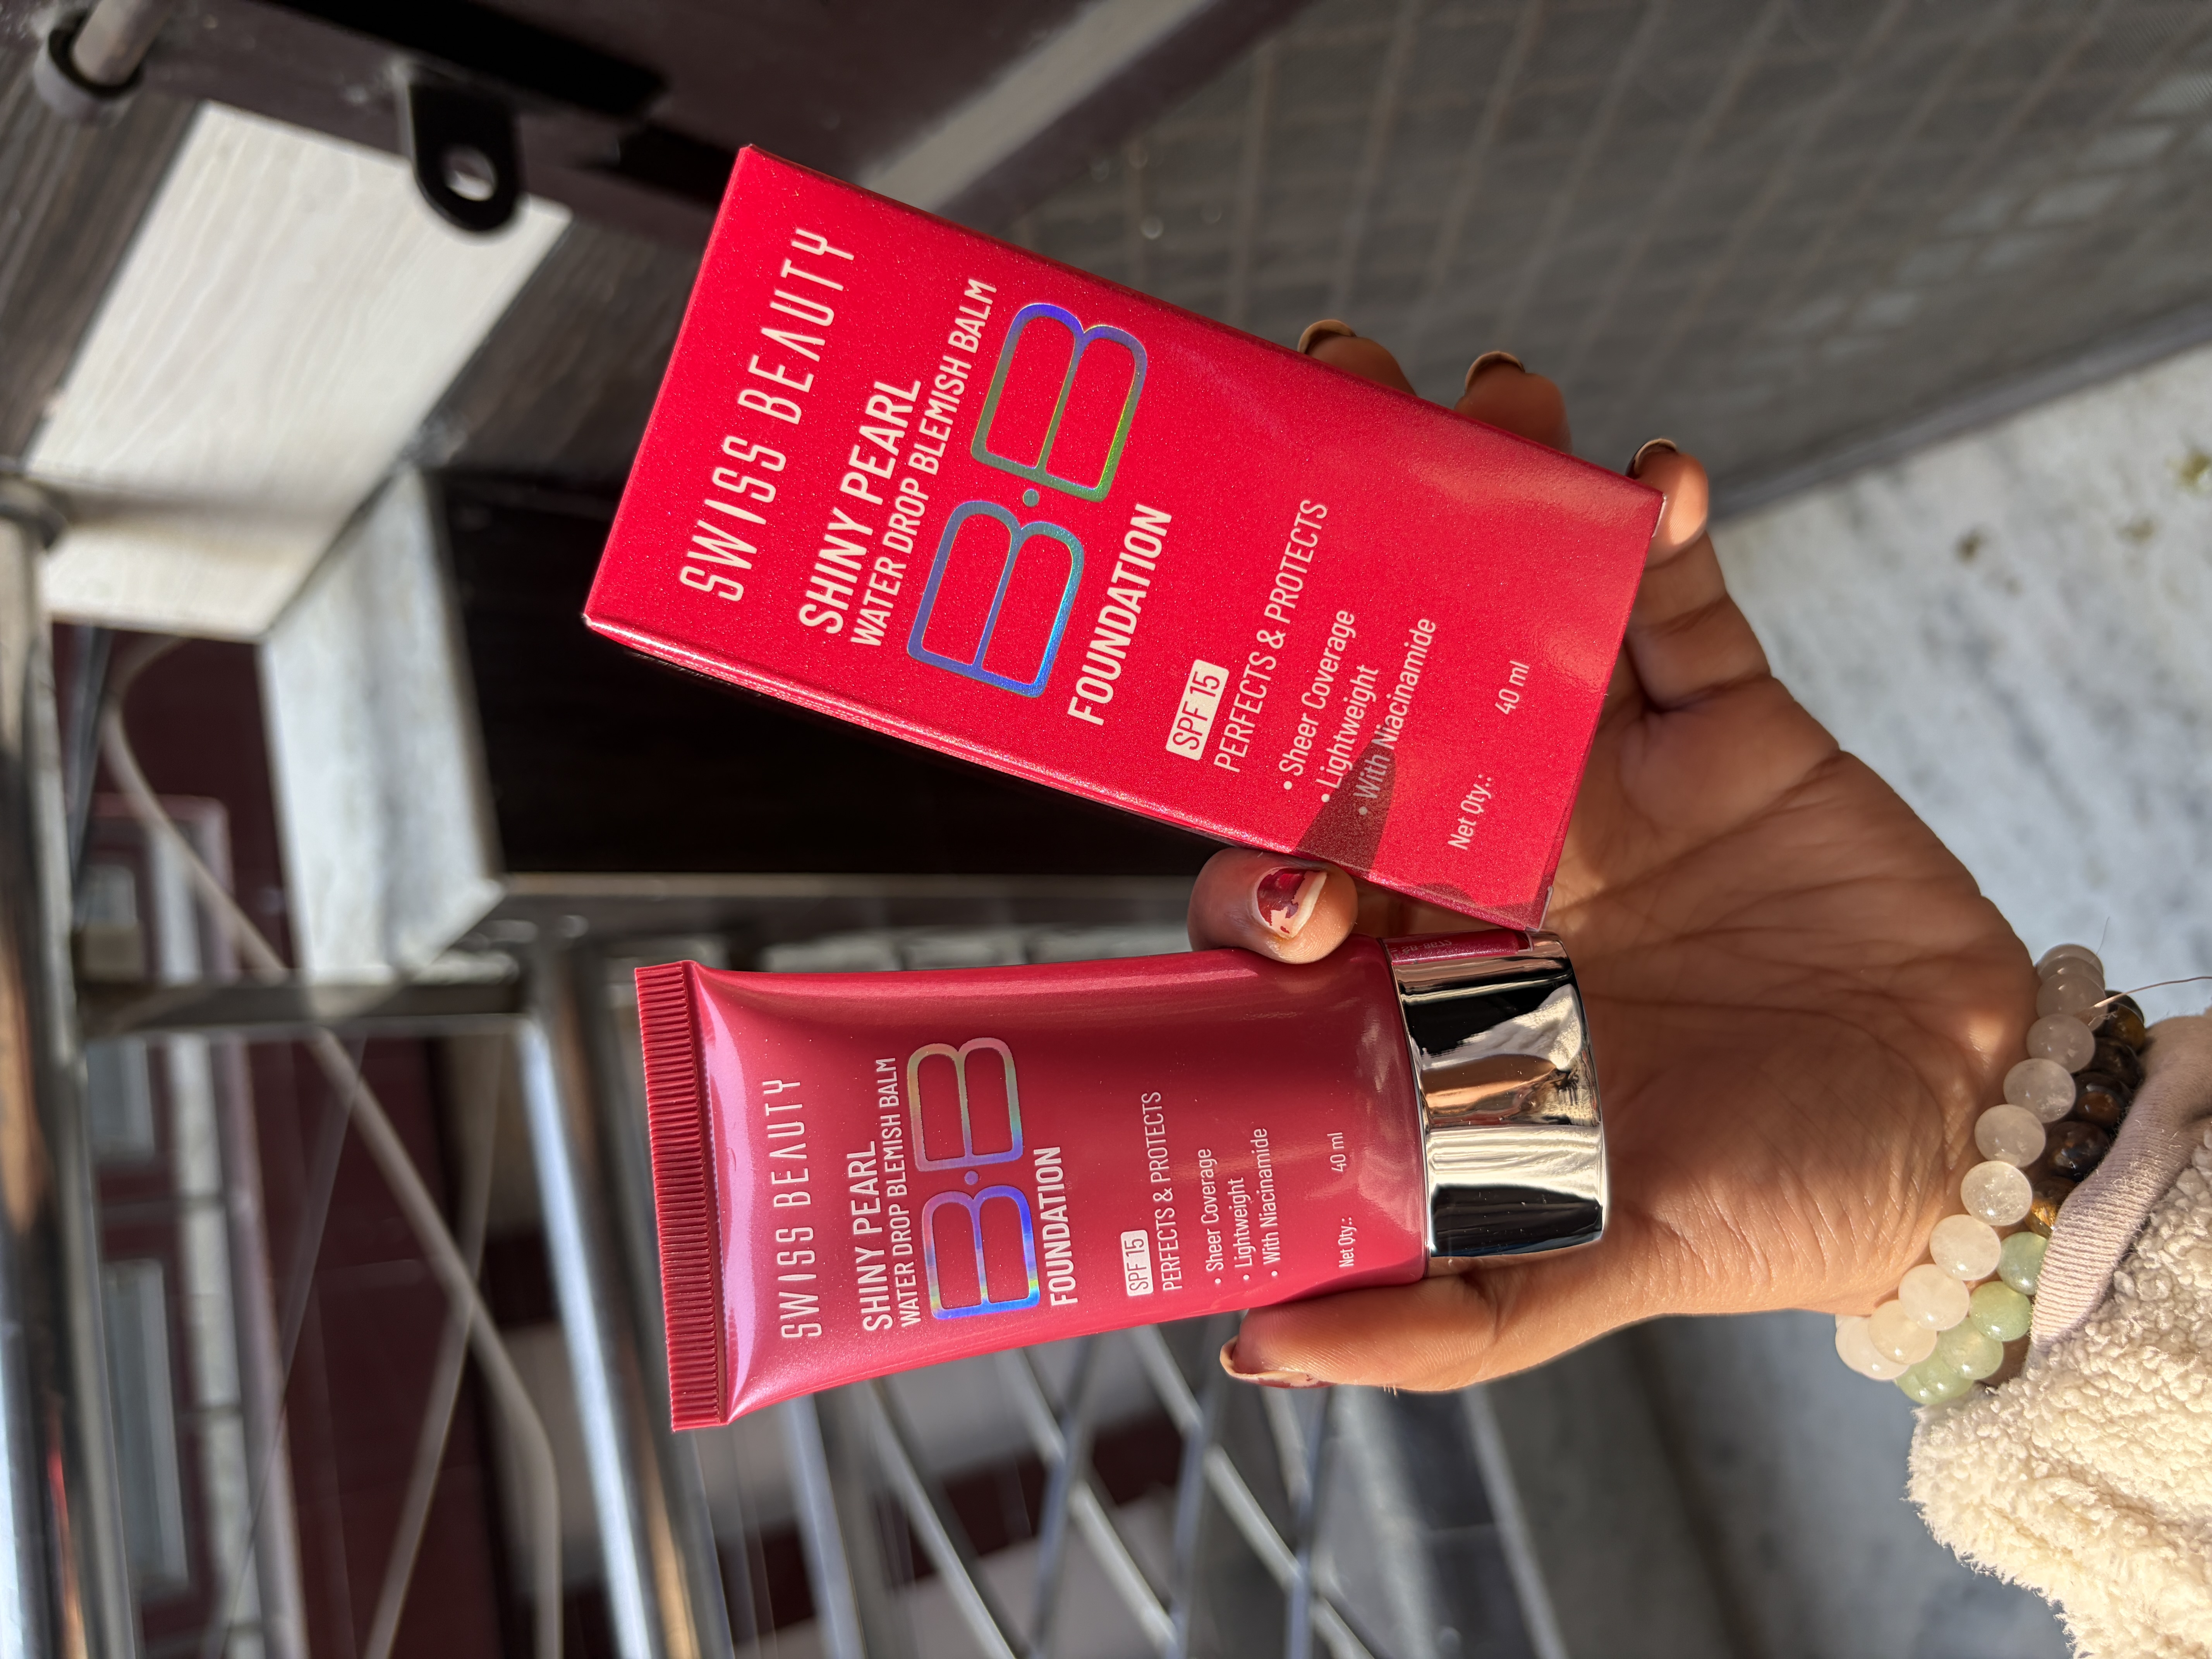 SWISS BEAUTY
SHINY PEARL
WATER DROP BLEMISH BALM
B·B
FOUNDATION
SPF 15
PERFECTS & PROTECTS
• Sheer Coverage
• Lightweight
• With Niacinamide
Net Qty.: 40 ml
SWISS BEAUTY
SHINY PEARL
WATER DROP BLEMISH BALM
B·B
FOUNDATION
SPF 15
PERFECTS & PROTECTS
• Sheer Coverage
• Lightweight
• With Niacinamide
Net Qty.: 40 ml